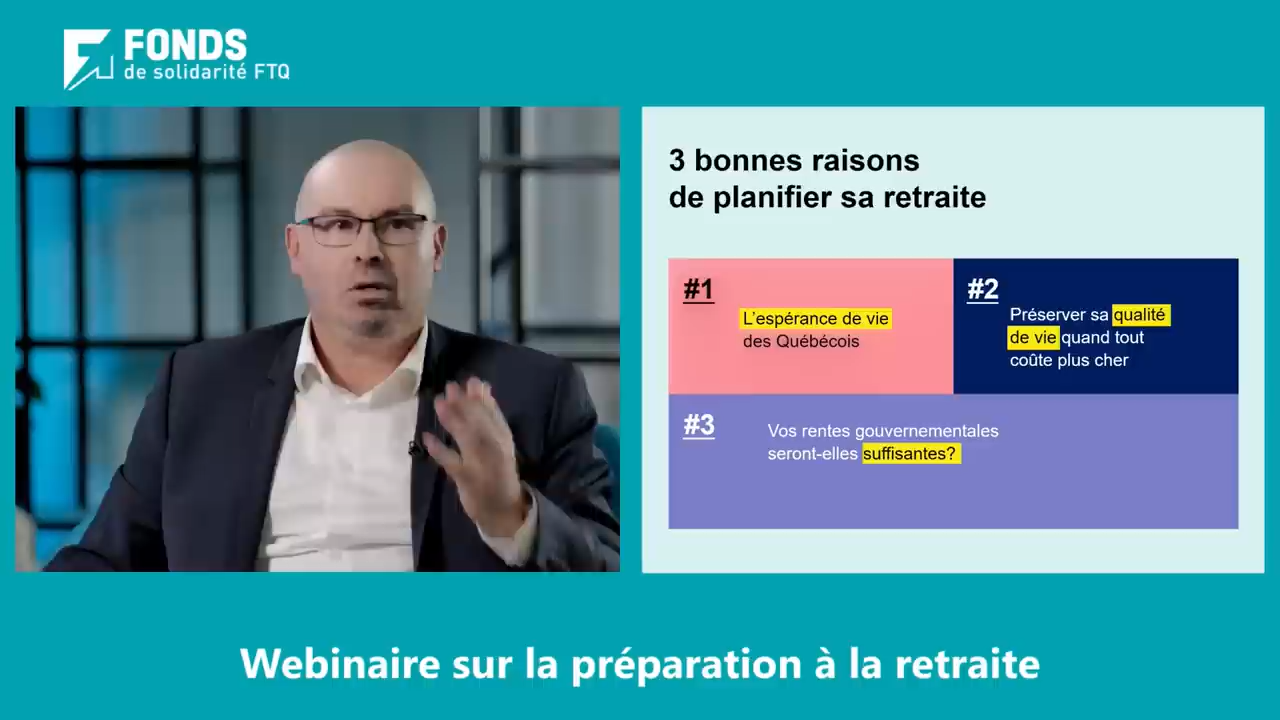 FONDS
de solidarité FTQ
3 bonnes raisons
de planifier sa retraite
#1
L'espérance de vie
des Québécois
#2
Préserver sa qualité
de vie quand tout
coûte plus cher
#3
Vos rentes gouvernementales
seront-elles suffisantes?
Webinaire sur la préparation à la retraite